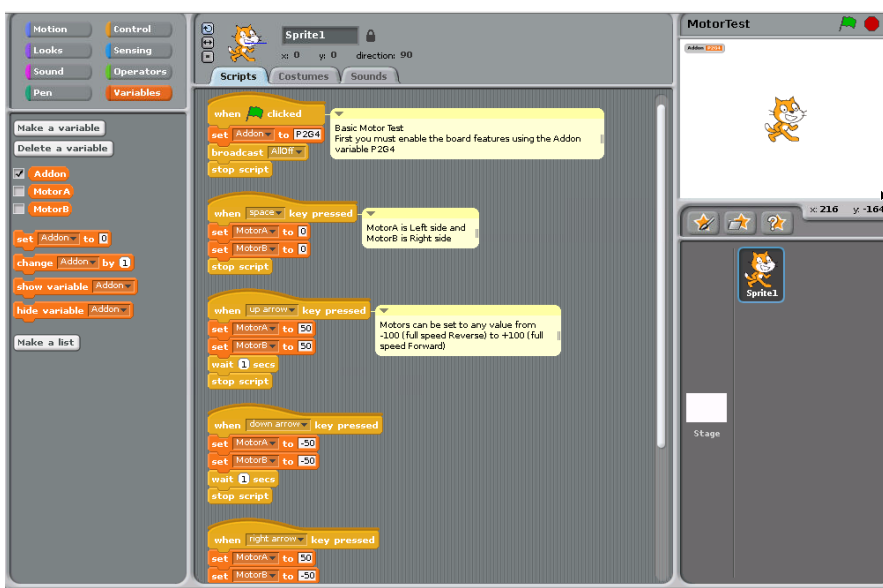 Motion Control
Looks Sensing
Sound Operators
Pen Variables
Make a variable
Delete a variable
Addon
MotorA
MotorB
set Addon to 0
change Addon by 1
show variable Addon
hide variable Addon
Make a list
Sprite1
x: 0 y: 0 direction: 90
Scripts Costumes Sounds
when clicked
set Addon to P2G4
broadcast AllOff
stop script
Basic Motor Test
First you must enable the board features using the Addon
variable P2G4
when space key pressed
set MotorA to 0
set MotorB to 0
stop script
MotorA is Left side and
MotorB is Right side
when up arrow key pressed
set MotorA to 50
set MotorB to 50
wait 1 secs
stop script
Motors can be set to any value from
-100 (full speed Reverse) to +100 (full
speed Forward)
when down arrow key pressed
set MotorA to -50
set MotorB to -50
wait 1 secs
stop script
when right arrow key pressed
set MotorA to 50
set MotorB to -50
MotorTest
Addon P2G4
x: 216 y: -164
Sprite1
Stage